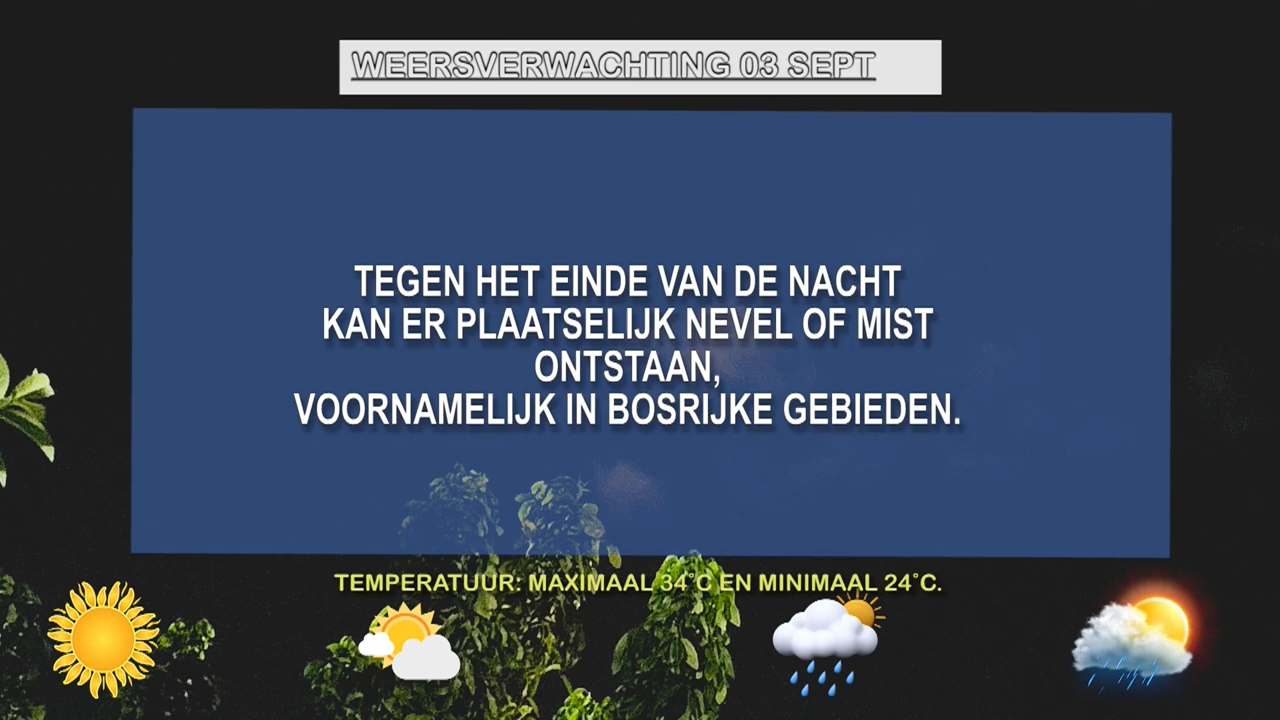 WEERSVERWACHTING 03 SEPT
TEGEN HET EINDE VAN DE NACHT
KAN ER PLAATSELIJK NEVEL OF MIST
ONTSTAAN,
VOORNAMELIJK IN BOSRIJKE GEBIEDEN.
TEMPERATUUR: MAXIMAAL 34°C EN MINIMAAL 24°C.